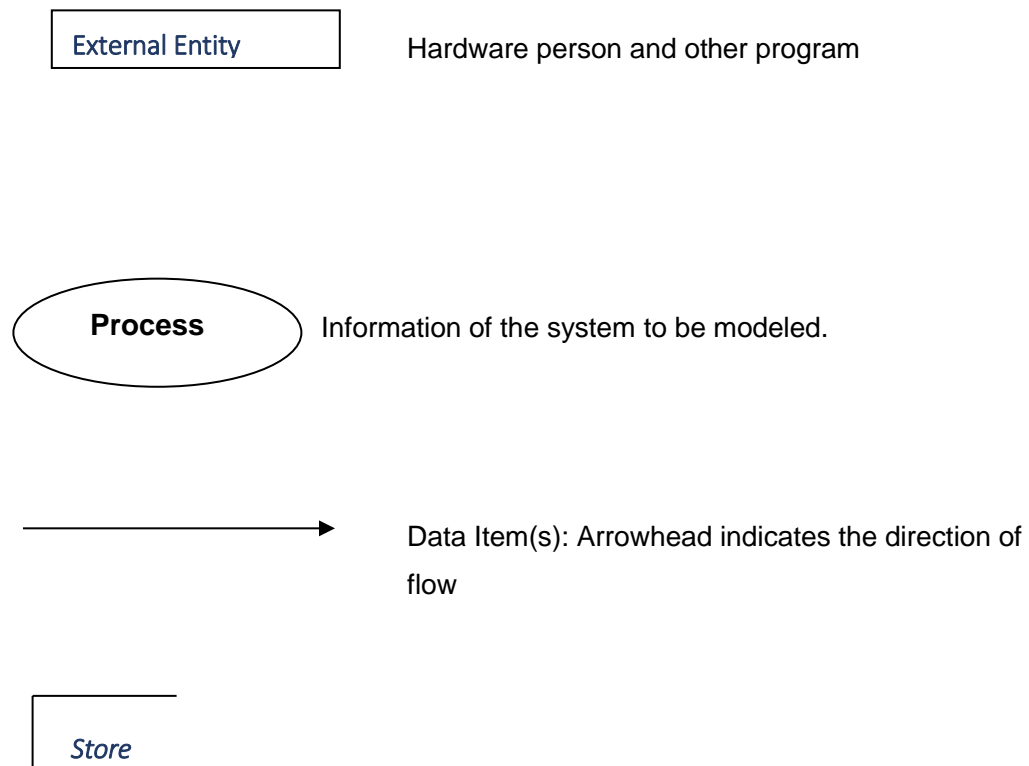 External Entity
Hardware person and other program
Process
Information of the system to be modeled.
Data Item(s): Arrowhead indicates the direction of
flow
Store